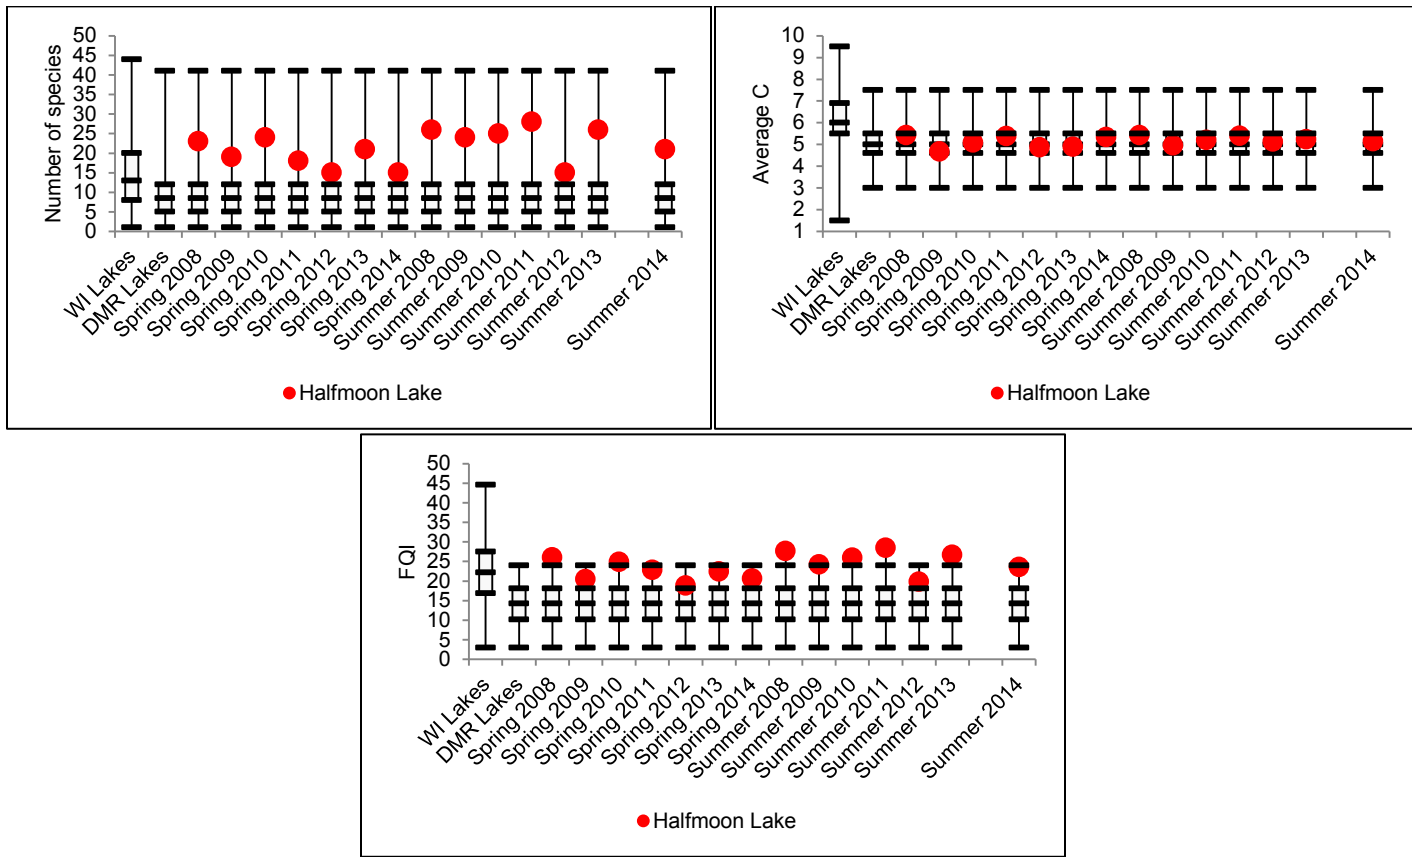 Number of species
50
45
40
35
30
25
20
15
10
5
0
WI Lakes
DMR Lakes
Spring 2008
Spring 2009
Spring 2010
Spring 2011
Spring 2012
Spring 2013
Spring 2014
Summer 2008
Summer 2009
Summer 2010
Summer 2011
Summer 2012
Summer 2013
Summer 2014
Halfmoon Lake
Average C
10
9
8
7
6
5
4
3
2
1
WI Lakes
DMR Lakes
Spring 2008
Spring 2009
Spring 2010
Spring 2011
Spring 2012
Spring 2013
Spring 2014
Summer 2008
Summer 2009
Summer 2010
Summer 2011
Summer 2012
Summer 2013
Summer 2014
Halfmoon Lake
FQI
50
45
40
35
30
25
20
15
10
5
0
WI Lakes
DMR Lakes
Spring 2008
Spring 2009
Spring 2010
Spring 2011
Spring 2012
Spring 2013
Spring 2014
Summer 2008
Summer 2009
Summer 2010
Summer 2011
Summer 2012
Summer 2013
Summer 2014
Halfmoon Lake